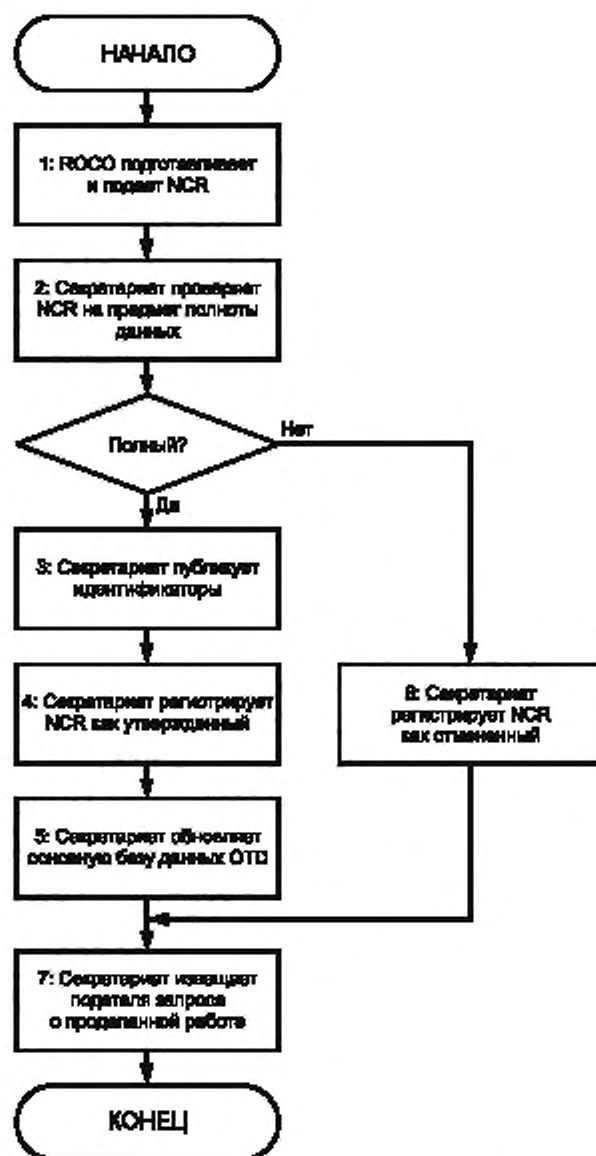 НАЧАЛО
1: ROCO подготавливает
и подает NCR
2: Секретариат проверяет
NCR на предмет полноты
данных
Полный?
Нет
Да
3: Секретариат публикует
идентификаторы
4: Секретариат регистрирует
NCR как утвержденный
6: Секретариат
регистрирует NCR
как отмененный
5: Секретариат обновляет
основную базу данных OTD
7: Секретариат извещает
подателя запроса
о проделанной работе
КОНЕЦ